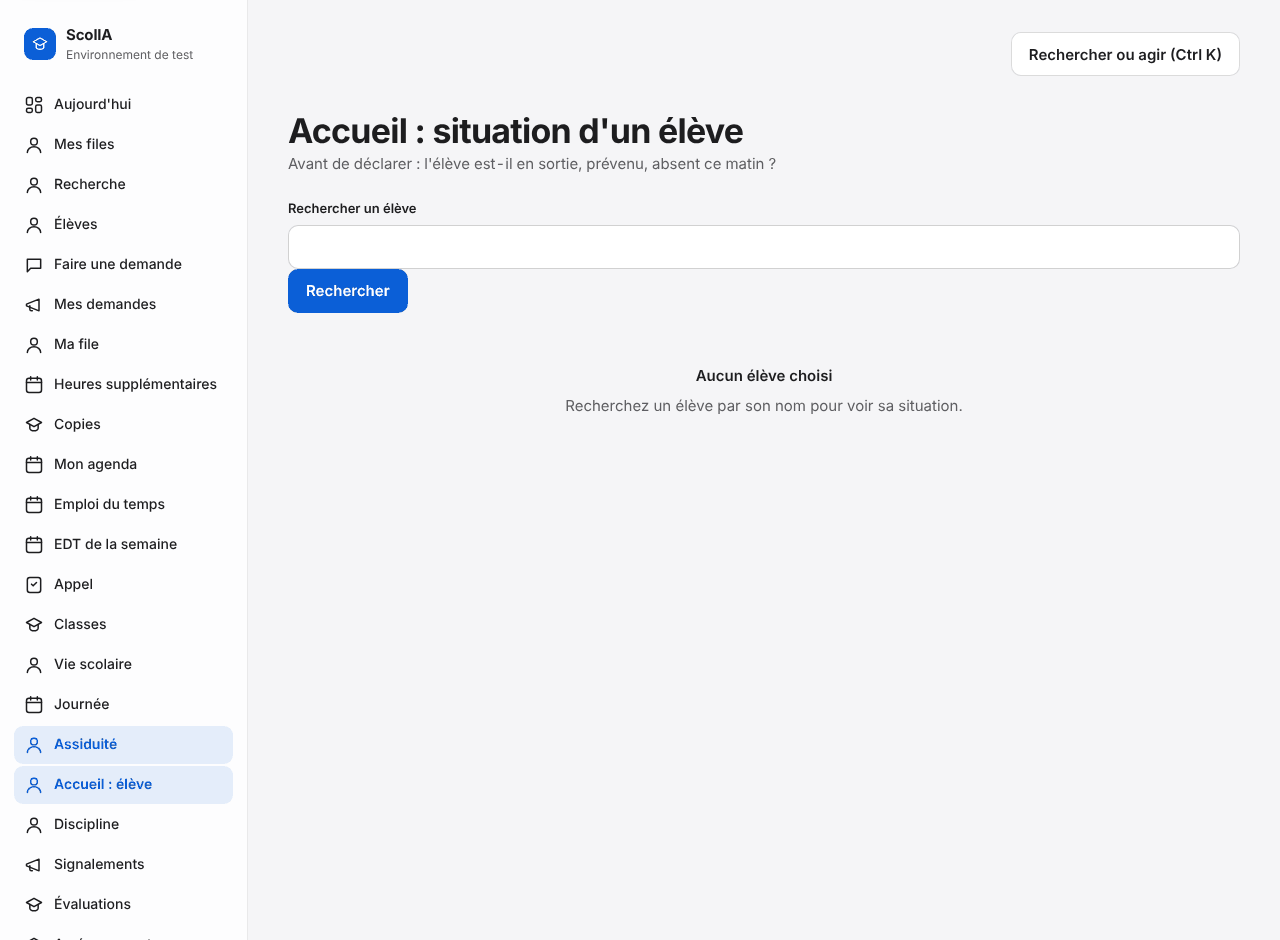 ScolIA
Environnement de test
Aujourd'hui
Mes files
Recherche
Élèves
Faire une demande
Mes demandes
Ma file
Heures supplémentaires
Copies
Mon agenda
Emploi du temps
EDT de la semaine
Appel
Classes
Vie scolaire
Journée
Assiduité
Accueil : élève
Discipline
Signalements
Évaluations
Rechercher ou agir (Ctrl K)
Accueil : situation d'un élève
Avant de déclarer : l'élève est-il en sortie, prévenu, absent ce matin ?
Rechercher un élève
Rechercher
Aucun élève choisi
Recherchez un élève par son nom pour voir sa situation.